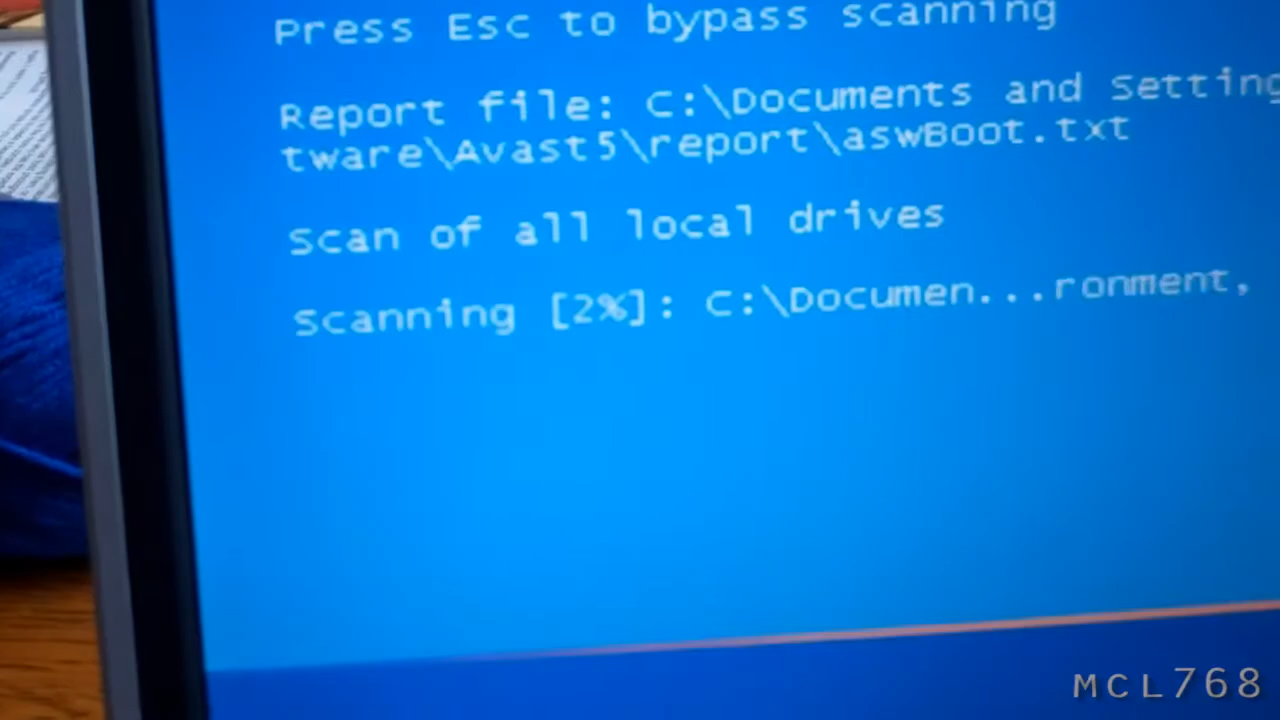 Press Esc to bypass scanning
Report file: C:\Documents and Setting
tware\Avast5\report\aswBoot.txt
Scan of all local drives
Scanning [2%]: C:\Documen...ronment,
MCL768